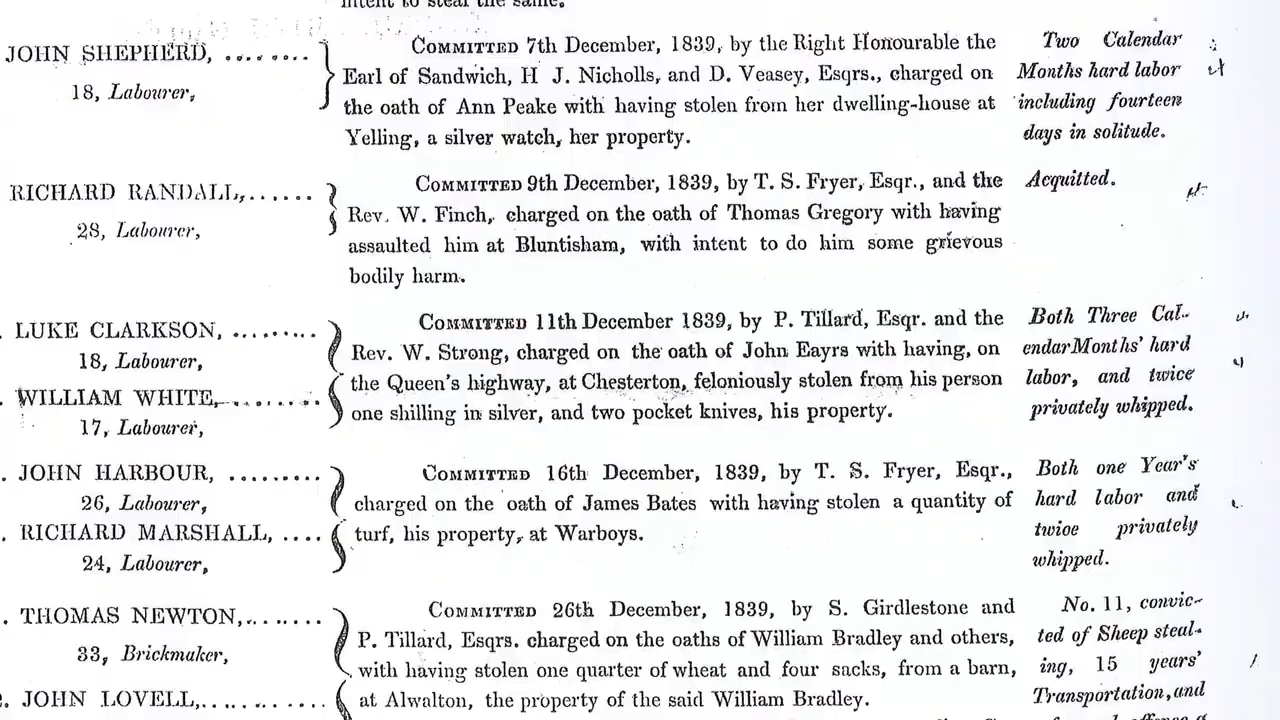 intent to steal the same.
JOHN SHEPHERD, ........
18, Labourer,
COMMITTED 7th December, 1839, by the Right Honourable the
Earl of Sandwich, H J. Nicholls, and D. Veasey, Esqrs., charged on
the oath of Ann Peake with having stolen from her dwelling-house at
Yelling, a silver watch, her property.
Two Calendar
Months hard labor
including fourteen
days in solitude.
RICHARD RANDALL,......
28, Labourer,
COMMITTED 9th December, 1839, by T. S. Fryer, Esqr., and the
Rev. W. Finch, charged on the oath of Thomas Gregory with having
assaulted him at Bluntisham, with intent to do him some grievous
bodily harm.
Acquitted.
. LUKE CLARKSON, .........
18, Labourer,
. WILLIAM WHITE,.........
17, Labourer,
COMMITTED 11th December 1839, by P. Tillard, Esqr. and the
Rev. W. Strong, charged on the oath of John Eayrs with having, on
the Queen's highway, at Chesterton, feloniously stolen from his person
one shilling in silver, and two pocket knives, his property.
Both Three Cal-
endar Months' hard
labor, and twice
privately whipped.
. JOHN HARBOUR, .........
26, Labourer,
. RICHARD MARSHALL, ....
24, Labourer,
COMMITTED 16th December, 1839, by T. S. Fryer, Esqr.,
charged on the oath of James Bates with having stolen a quantity of
turf, his property, at Warboys.
Both one Year's
hard labor and
twioe privately
whipped.
. THOMAS NEWTON,........
33, Brickmaker,
. JOHN LOVELL,............
COMMITTED 26th December, 1839, by S. Girdlestone and
P. Tillard, Esqrs. charged on the oaths of William Bradley and others,
with having stolen one quarter of wheat and four sacks, from a barn,
at Alwalton, the property of the said William Bradley.
No. 11, convic-
ted of Sheep steal-
ing, 15 years'
Transportation, and